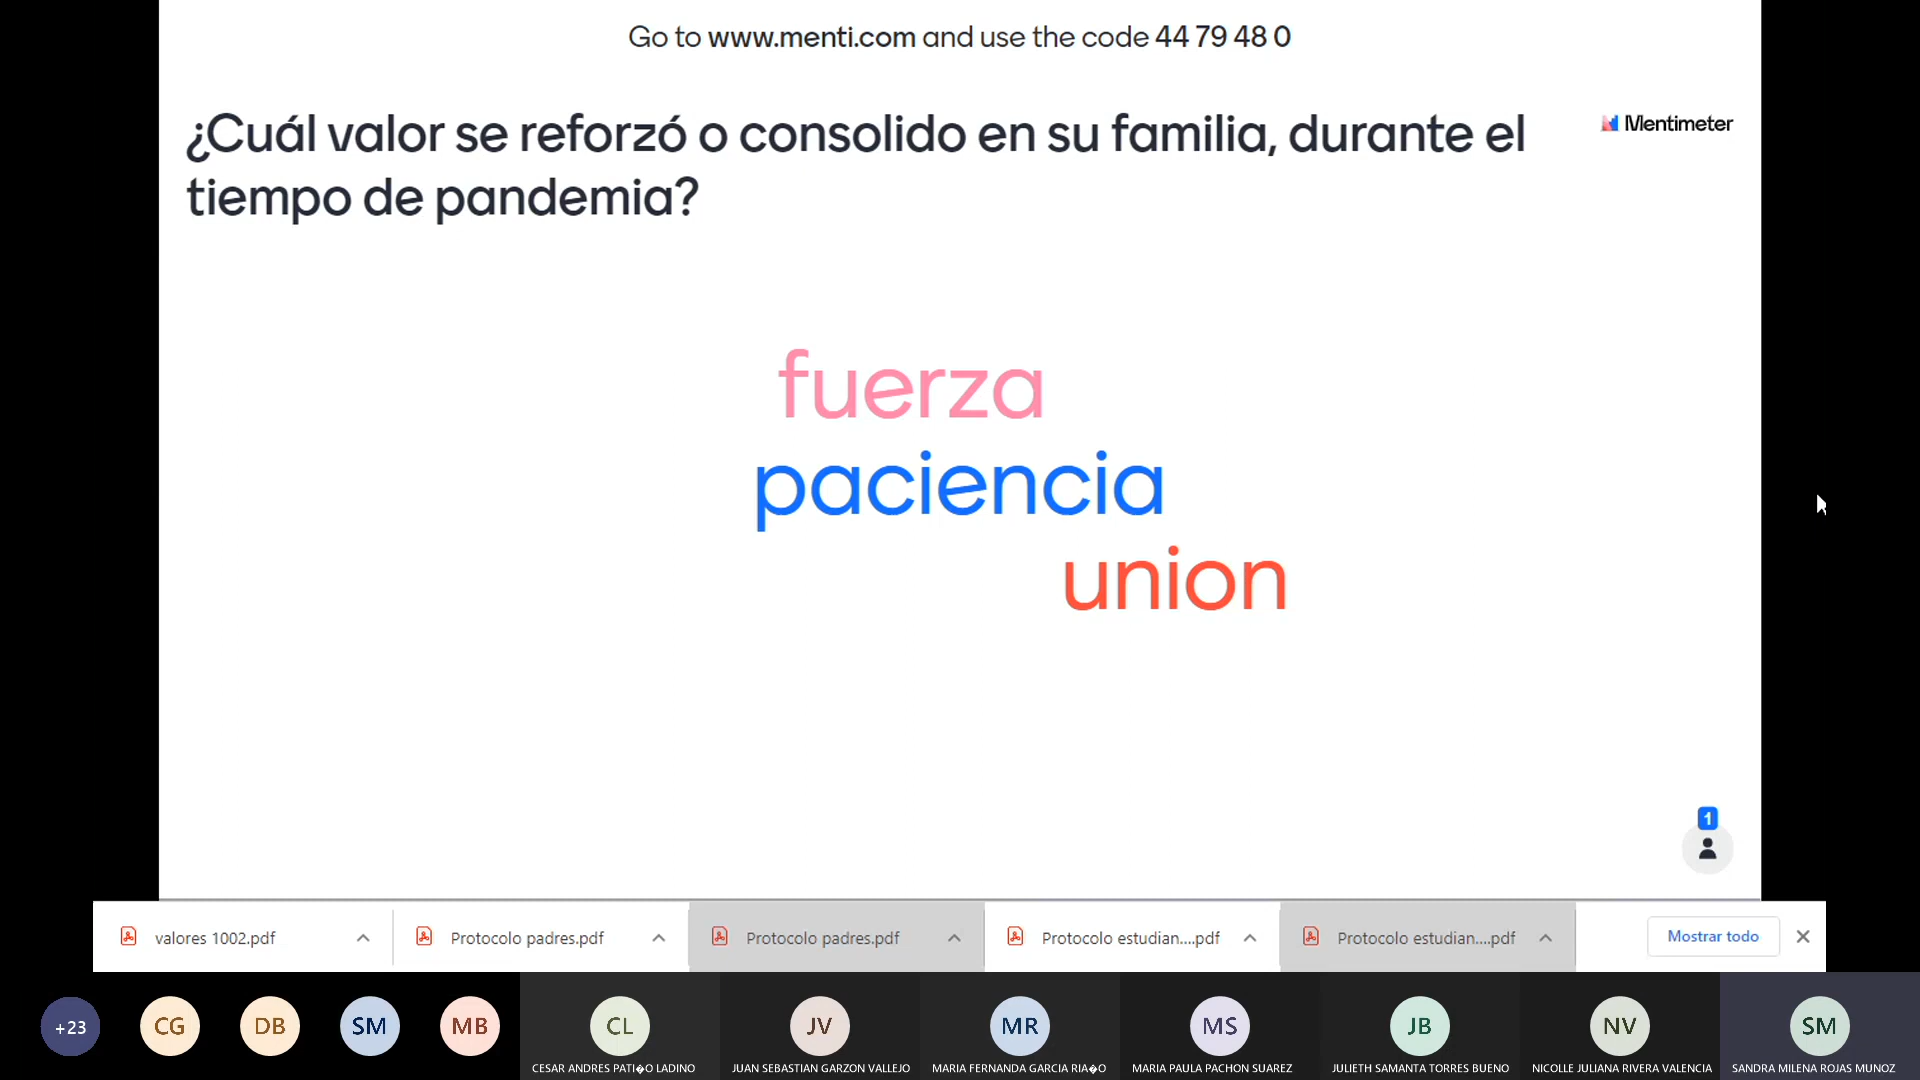 Go to www.menti.com and use the code 44 79 48 0
¿Cuál valor se reforzó o consolido en su familia, durante el
tiempo de pandemia?
Mentimeter
fuerza
paciencia
union
1
valores 1002.pdf
Protocolo padres.pdf
Protocolo padres.pdf
Protocolo estudian....pdf
Protocolo estudian....pdf
Mostrar todo
+23
CG
DB
SM
MB
CL
JV
MR
MS
JB
NV
SM
CESAR ANDRES PATI�O LADINO
JUAN SEBASTIAN GARZON VALLEJO
MARIA FERNANDA GARCIA RIA�O
MARIA PAULA PACHON SUAREZ
JULIETH SAMANTA TORRES BUENO
NICOLLE JULIANA RIVERA VALENCIA
SANDRA MILENA ROJAS MUNOZ